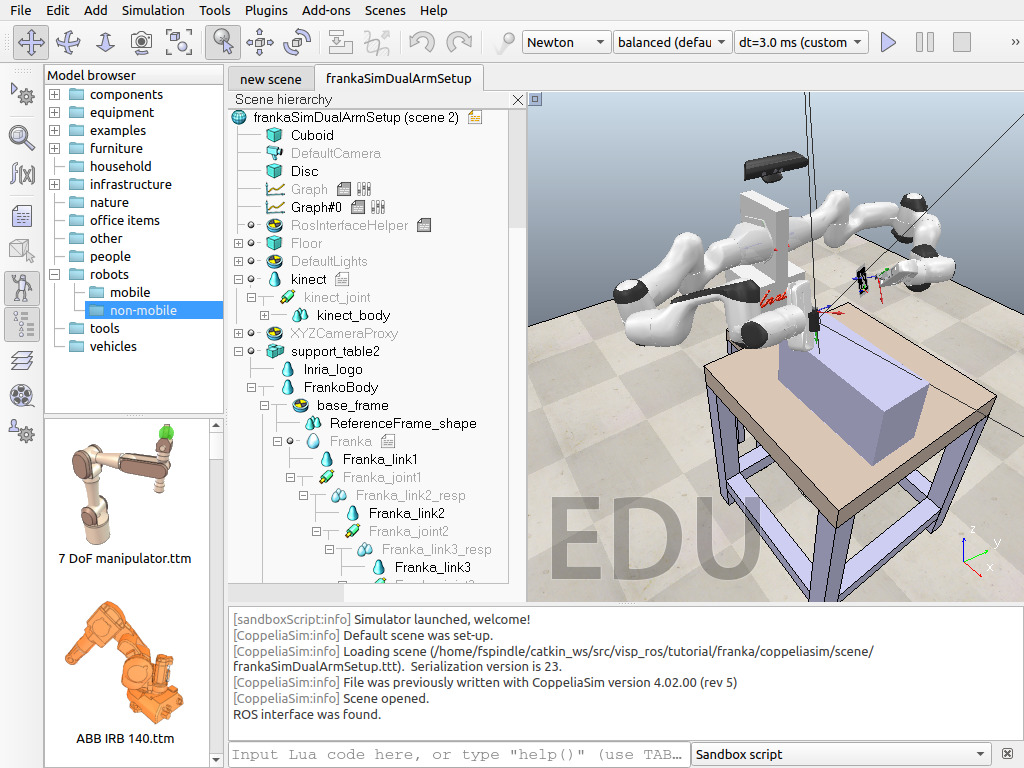 File Edit Add Simulation Tools Plugins Add-ons Scenes Help
Newton balanced (defau dt=3.0 ms (custom »
Model browser
components
equipment
examples
furniture
household
infrastructure
nature
office items
other
people
robots
mobile
non-mobile
tools
vehicles
7 DoF manipulator.ttm
ABB IRB 140.ttm
new scene frankaSimDualArmSetup
Scene hierarchy
frankaSimDualArmSetup (scene 2)
Cuboid
DefaultCamera
Disc
Graph
Graph#0
RosInterfaceHelper
Floor
DefaultLights
kinect
kinect_joint
kinect_body
XYZCameraProxy
support_table2
Inria_logo
FrankoBody
base_frame
ReferenceFrame_shape
Franka
Franka_link1
Franka_joint1
Franka_link2_resp
Franka_link2
Franka_joint2
Franka_link3_resp
Franka_link3
EDU
z
y
x
[sandboxScript:info] Simulator launched, welcome!
[CoppeliaSim:info] Default scene was set-up.
[CoppeliaSim:info] Loading scene (/home/fspindle/catkin_ws/src/visp_ros/tutorial/franka/coppeliasim/scene/
frankaSimDualArmSetup.ttt). Serialization version is 23.
[CoppeliaSim:info] File was previously written with CoppeliaSim version 4.02.00 (rev 5)
[CoppeliaSim:info] Scene opened.
ROS interface was found.
Input Lua code here, or type "help()" (use TAB... Sandbox script